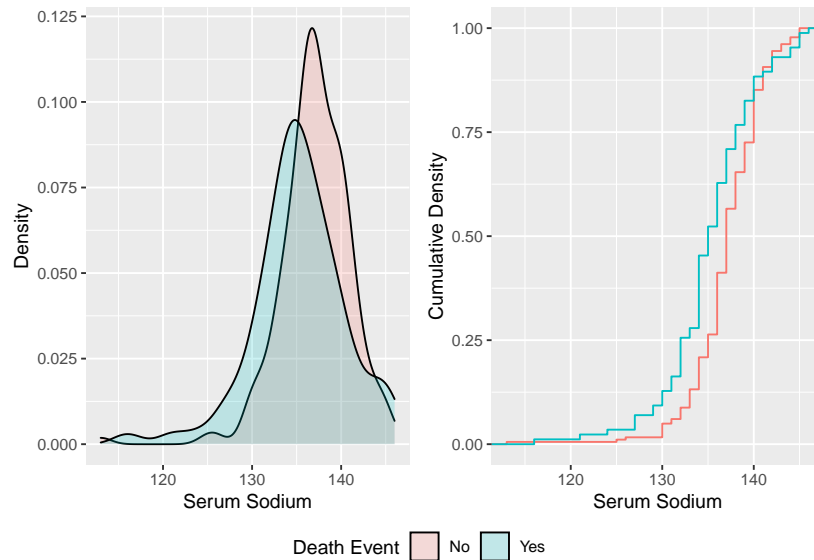 0.125
0.100
0.075
0.050
0.025
0.000
Density
120 130 140
Serum Sodium
1.00
0.75
0.50
0.25
0.00
Cumulative Density
120 130 140
Serum Sodium
Death Event No Yes